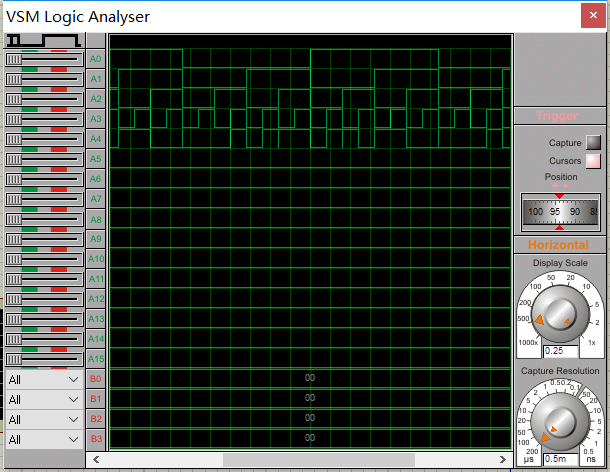 VSM Logic Analyser
A0
A1
A2
A3
A4
A5
A6
A7
A8
A9
A10
A11
A12
A13
A14
A15
All B0 00
All B1 00
All B2 00
All B3 00
Trigger
Capture
Cursors
Position
100 95 90
Horizontal
Display Scale
50 20 10
100 5
200
500 2
1000x 1x
0.25
Capture Resolution
1 0.5 0.2 0.1
2 50
5 20
10 10
20 5
50 2
100 1
200 0.5
µs ns
0.5m